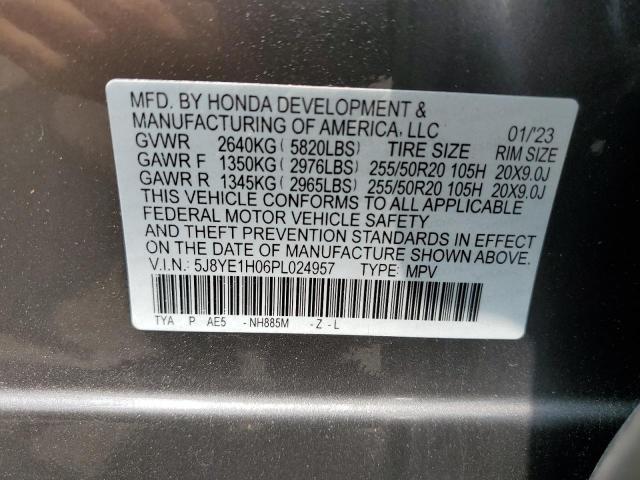 MFD. BY HONDA DEVELOPMENT &
MANUFACTURING OF AMERICA, LLC 01/'23
GVWR 2640KG ( 5820LBS) TIRE SIZE RIM SIZE
GAWR F 1350KG ( 2976LBS) 255/50R20 105H 20X9.0J
GAWR R 1345KG ( 2965LBS) 255/50R20 105H 20X9.0J
THIS VEHICLE CONFORMS TO ALL APPLICABLE
FEDERAL MOTOR VEHICLE SAFETY
AND THEFT PREVENTION STANDARDS IN EFFECT
ON THE DATE OF MANUFACTURE SHOWN ABOVE.
V.I.N.: 5J8YE1H06PL024957 TYPE: MPV
TYA P AE5 - NH885M - Z - L